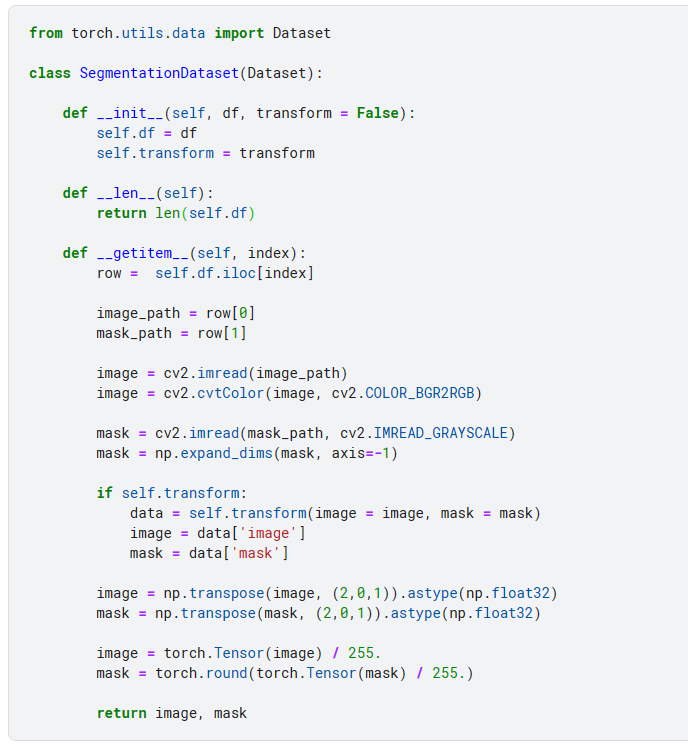 from torch.utils.data import Dataset
class SegmentationDataset(Dataset):
    def __init__(self, df, transform = False):
        self.df = df
        self.transform = transform
    def __len__(self):
        return len(self.df)
    def __getitem__(self, index):
        row =  self.df.iloc[index]
        image_path = row[0]
        mask_path = row[1]
        image = cv2.imread(image_path)
        image = cv2.cvtColor(image, cv2.COLOR_BGR2RGB)
        mask = cv2.imread(mask_path, cv2.IMREAD_GRAYSCALE)
        mask = np.expand_dims(mask, axis=-1)
        if self.transform:
            data = self.transform(image = image, mask = mask)
            image = data['image']
            mask = data['mask']
        image = np.transpose(image, (2,0,1)).astype(np.float32)
        mask = np.transpose(mask, (2,0,1)).astype(np.float32)
        image = torch.Tensor(image) / 255.
        mask = torch.round(torch.Tensor(mask) / 255.)
        return image, mask